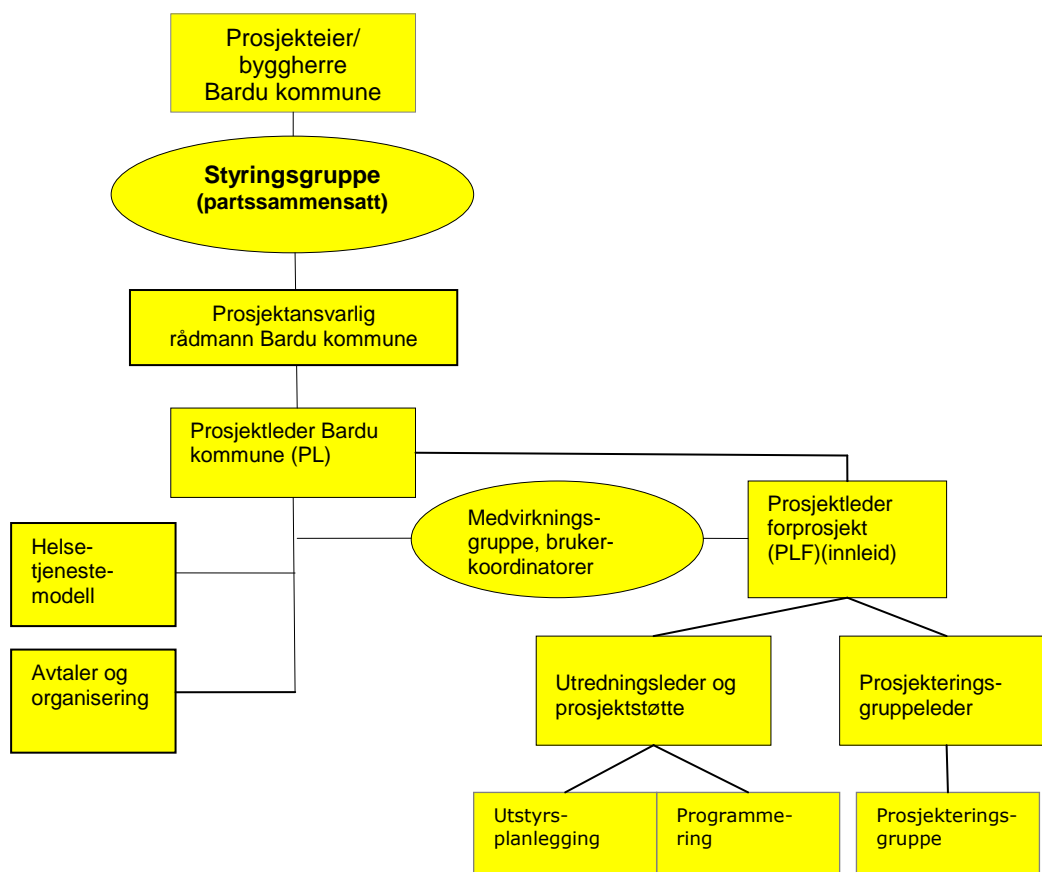 Prosjekteier/
byggherre
Bardu kommune
Styringsgruppe
(partssammensatt)
Prosjektansvarlig
rådmann Bardu kommune
Prosjektleder Bardu
kommune (PL)
Medvirknings-
gruppe, bruker-
koordinatorer
Prosjektleder
forprosjekt
(PLF)(innleid)
Helse-
tjeneste-
modell
Avtaler og
organisering
Utredningsleder og
prosjektstøtte
Prosjekterings-
gruppeleder
Utstyrs-
planlegging
Programme-
ring
Prosjekterings-
gruppe